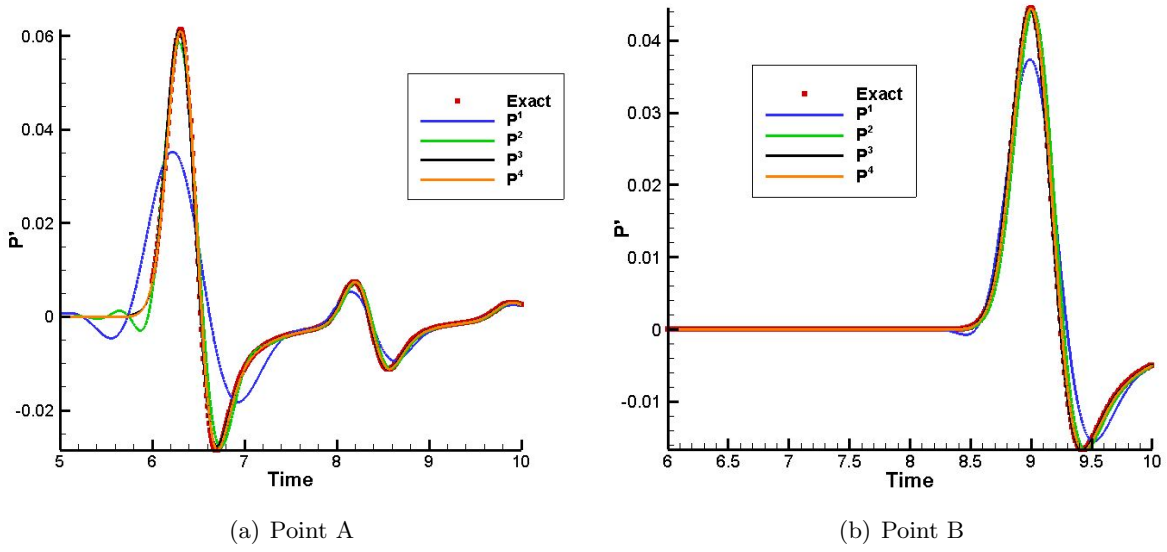 0.06
0.04
0.02
0
-0.02
P'
5
6
7
8
9
10
Time
Exact
P¹
P²
P³
P⁴
(a) Point A
0.04
0.03
0.02
0.01
0
-0.01
P'
6
6.5
7
7.5
8
8.5
9
9.5
10
Time
Exact
P¹
P²
P³
P⁴
(b) Point B